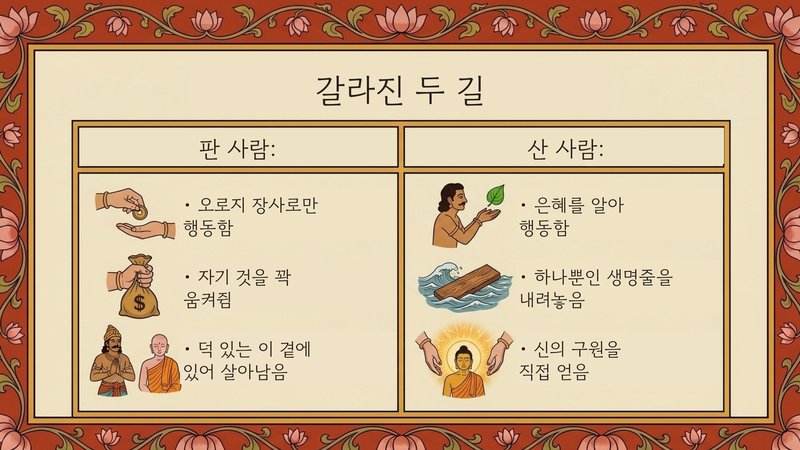 갈라진 두 길
판 사람:
산 사람:
• 오로지 장사로만
행동함
• 자기 것을 꽉
움켜쥠
• 덕 있는 이 곁에
있어 살아남음
• 은혜를 알아
행동함
• 하나뿐인 생명줄을
내려놓음
• 신의 구원을
직접 얻음
$